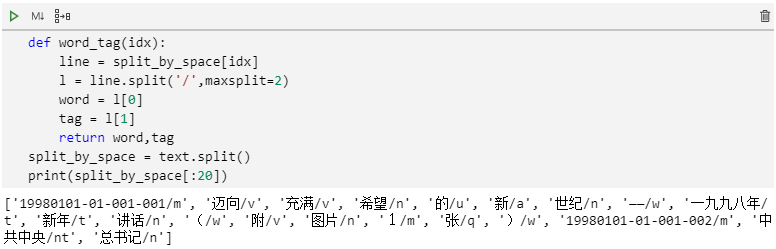 M↓
def word_tag(idx):
    line = split_by_space[idx]
    l = line.split('/',maxsplit=2)
    word = l[0]
    tag = l[1]
    return word,tag
split_by_space = text.split()
print(split_by_space[:20])
['19980101-01-001-001/m', '迈向/v', '充满/v', '希望/n', '的/u', '新/a', '世纪/n', '——/w', '一九九八年/
t', '新年/t', '讲话/n', '（/w', '附/v', '图片/n', '１/m', '张/q', '）/w', '19980101-01-001-002/m', '中
共中央/nt', '总书记/n']